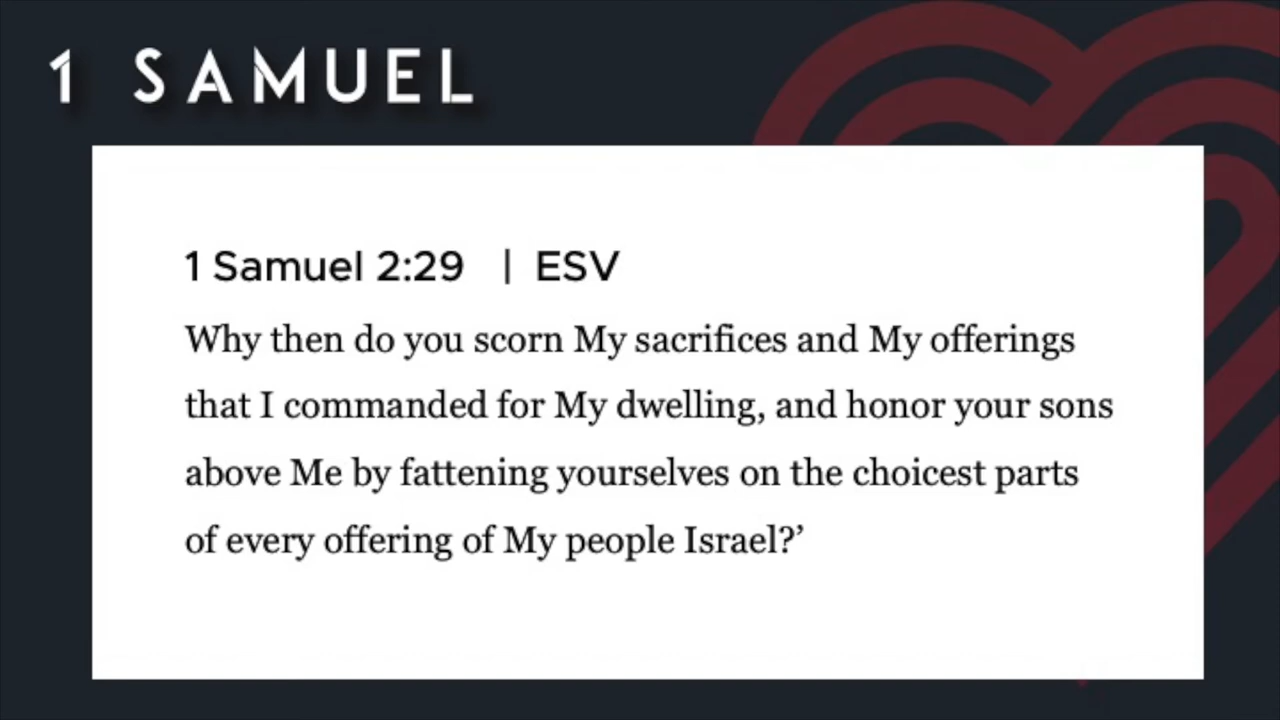 1 SAMUEL
1 Samuel 2:29 | ESV
Why then do you scorn My sacrifices and My offerings
that I commanded for My dwelling, and honor your sons
above Me by fattening yourselves on the choicest parts
of every offering of My people Israel?’